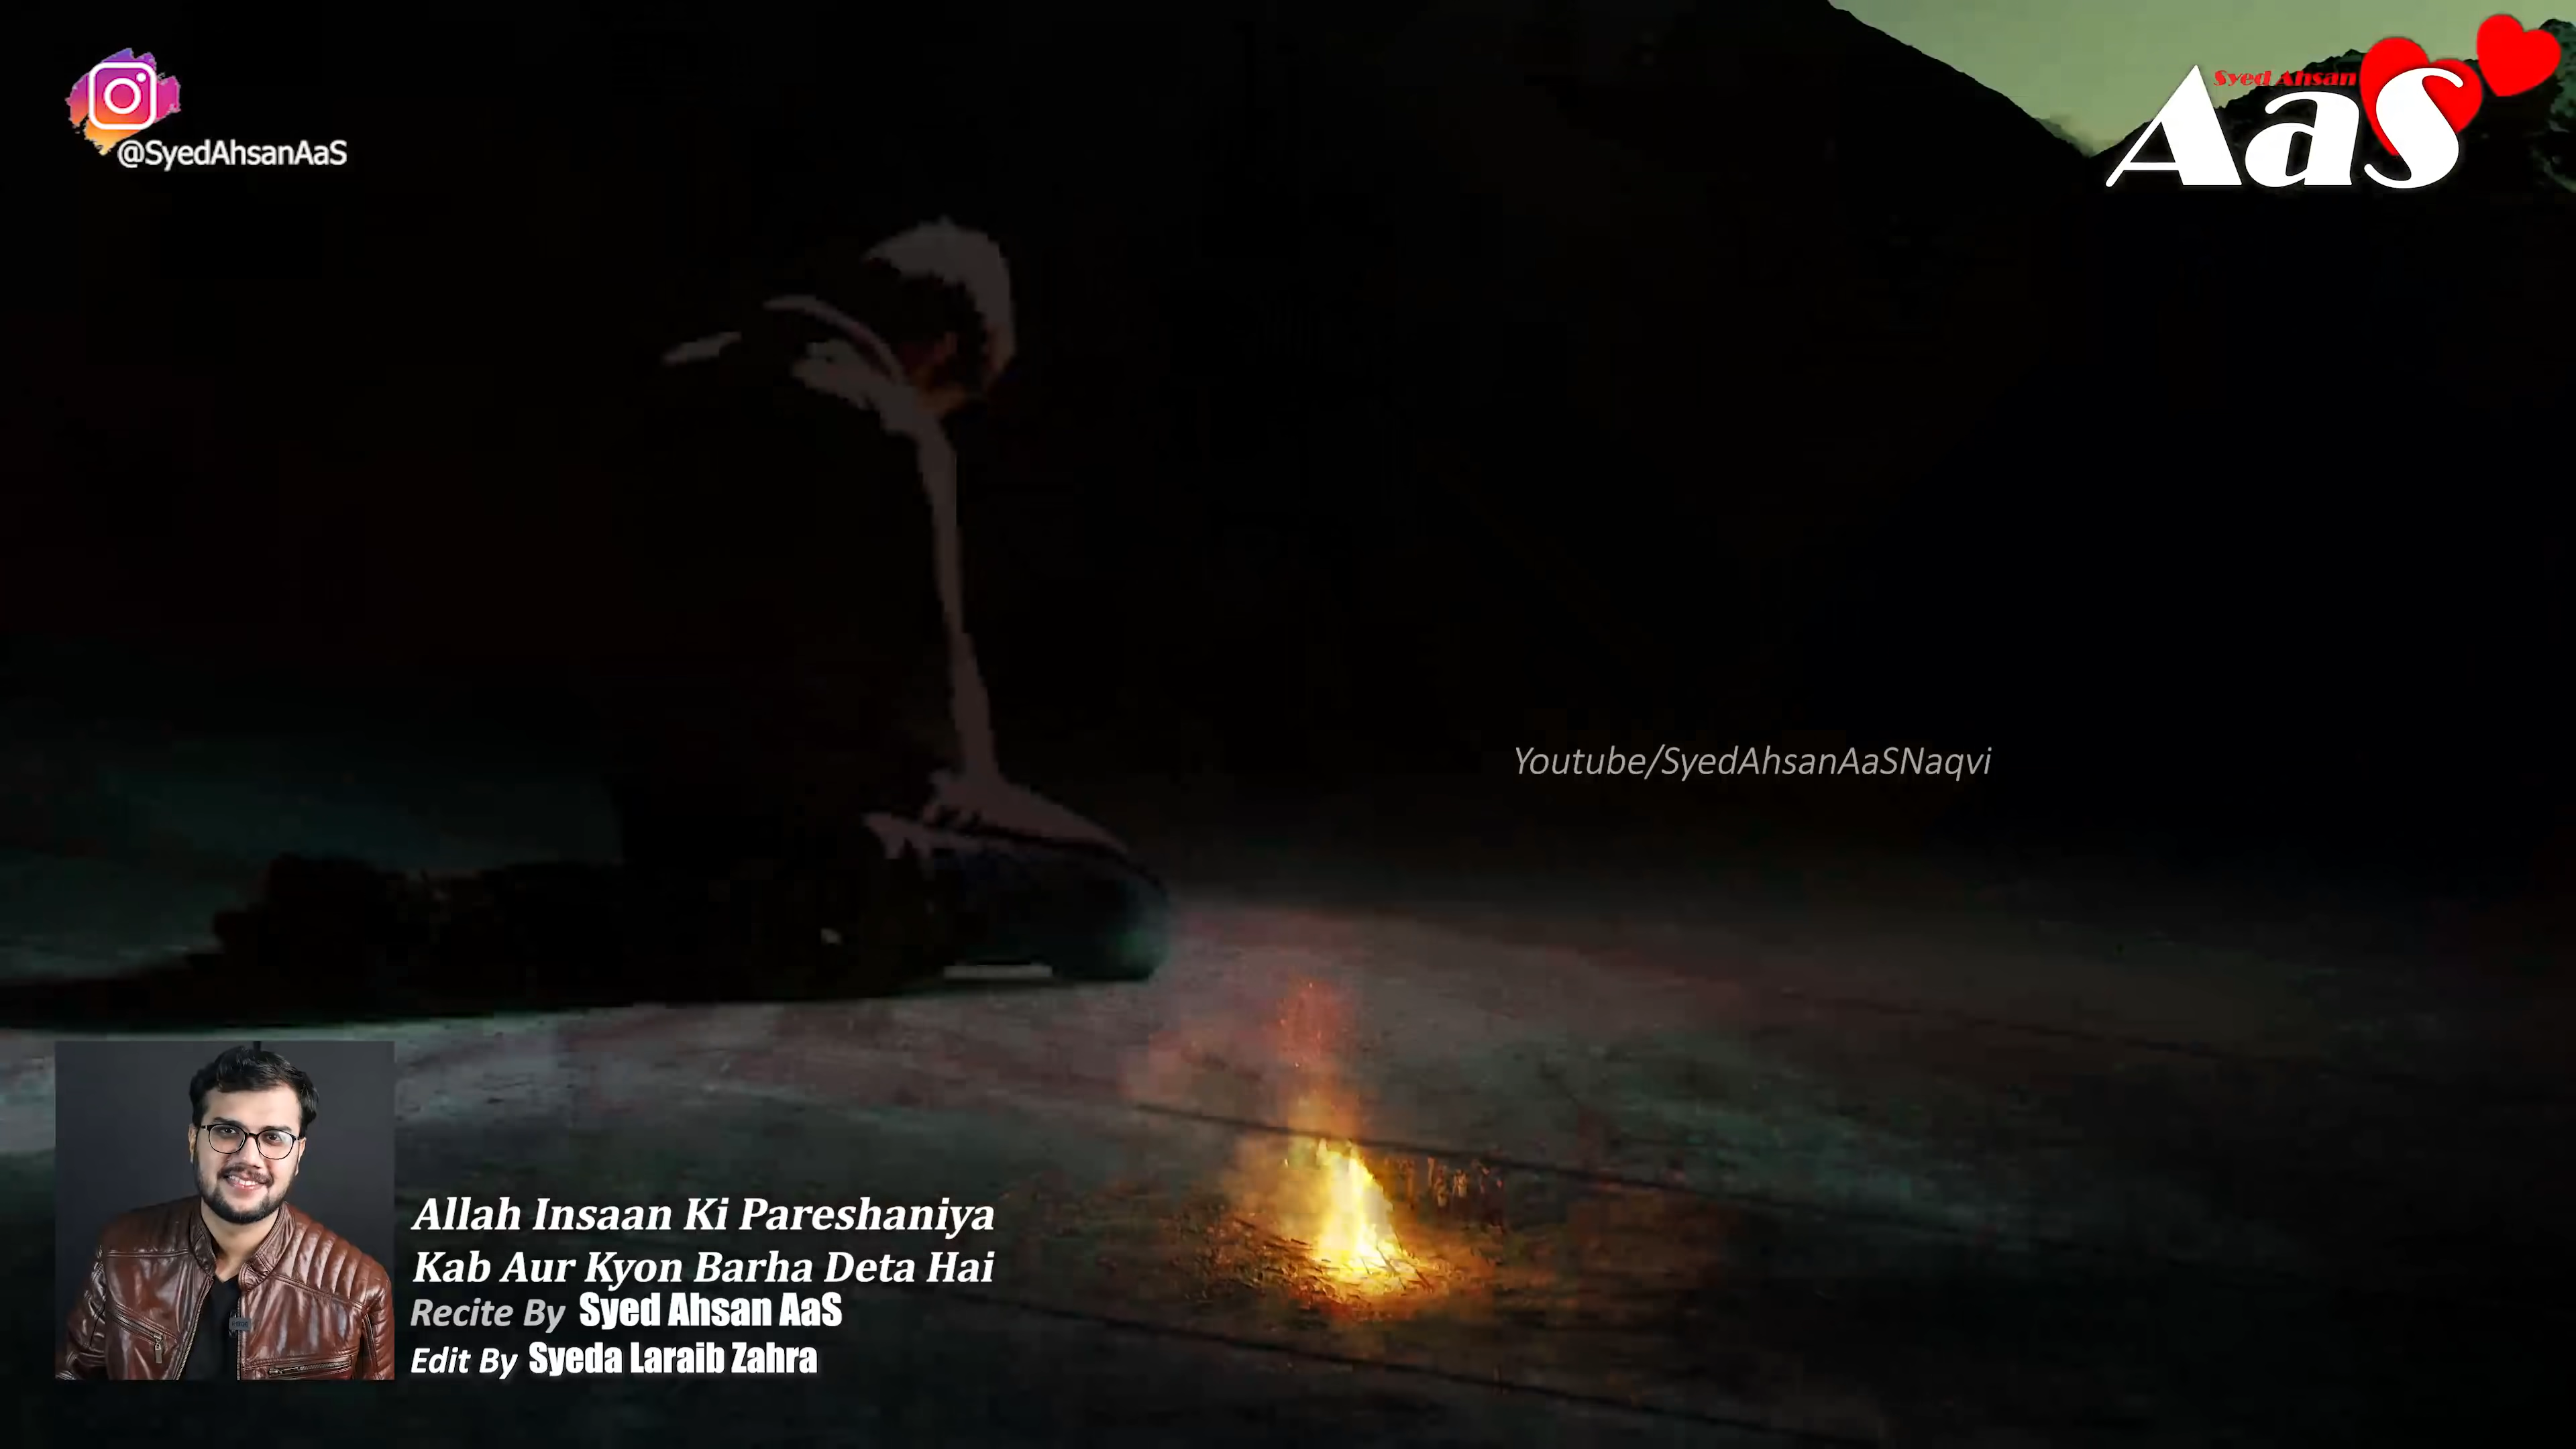 @SyedAhsanAaS
Syed Ahsan
AaS
Youtube/SyedAhsanAaSNaqvi
Allah Insaan Ki Pareshaniya
Kab Aur Kyon Barha Deta Hai
Recite By Syed Ahsan AaS
Edit By Syeda Laraib Zahra